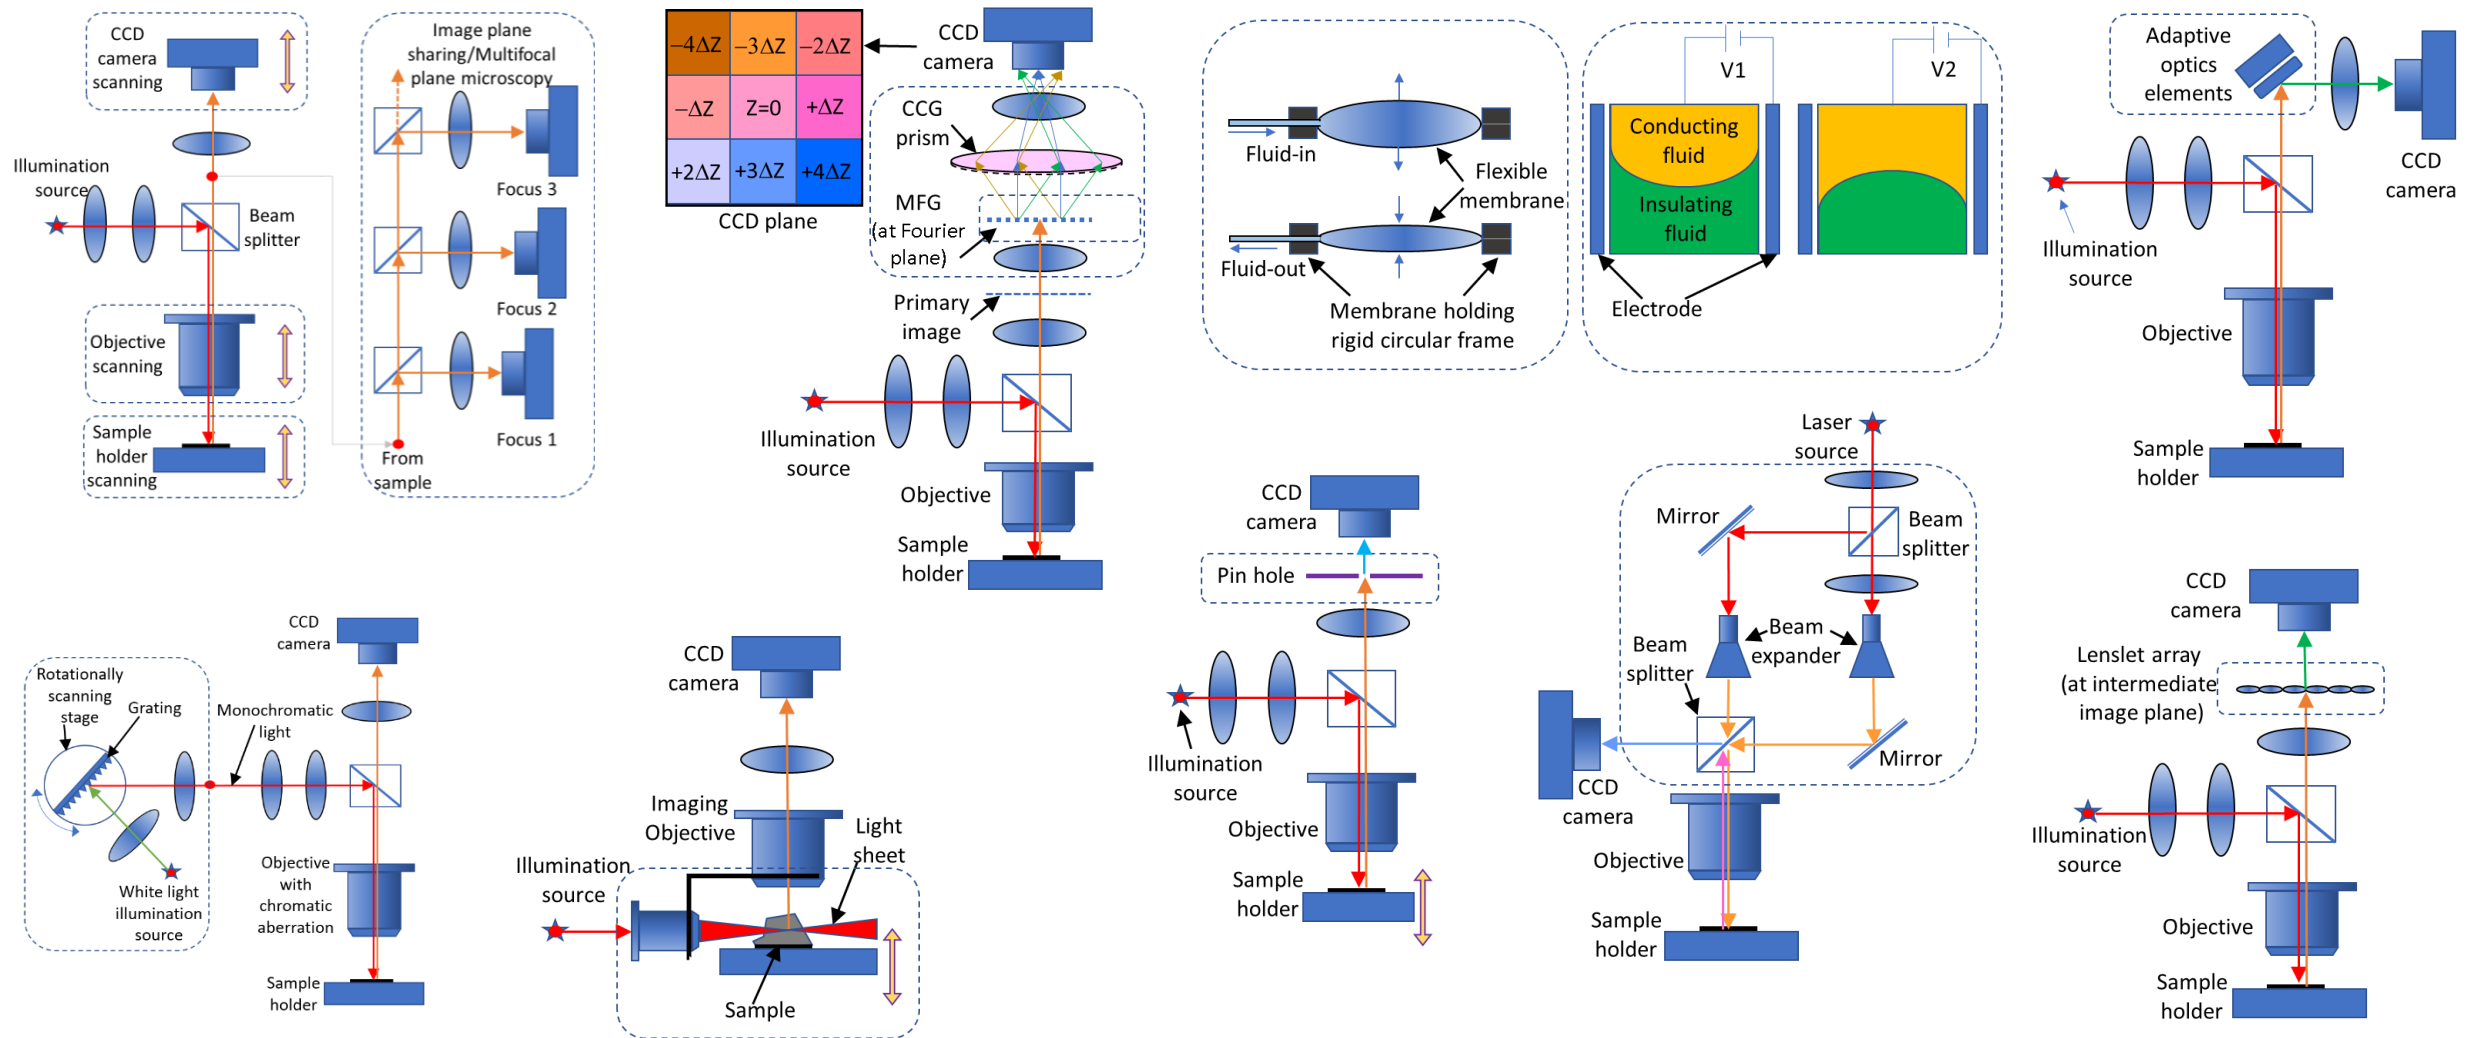 CCD
camera
scanning
Illumination
source
Beam
splitter
Objective
scanning
Sample
holder
scanning
Image plane
sharing/Multifocal
plane microscopy
Focus 3
Focus 2
Focus 1
From
sample
−4ΔZ
−3ΔZ
−2ΔZ
−ΔZ
Z=0
+ΔZ
+2ΔZ
+3ΔZ
+4ΔZ
CCD plane
CCD
camera
CCG
prism
MFG
(at Fourier
plane)
Primary
image
Illumination
source
Objective
Sample
holder
Fluid-in
Fluid-out
Flexible
membrane
Membrane holding
rigid circular frame
V1
V2
Conducting
fluid
Insulating
fluid
Electrode
Adaptive
optics
elements
CCD
camera
Illumination
source
Objective
Sample
holder
Rotationally
scanning
stage
Grating
Monochromatic
light
White light
illumination
source
CCD
camera
Objective
with
chromatic
aberration
Sample
holder
CCD
camera
Imaging
Objective
Light
sheet
Illumination
source
Sample
CCD
camera
Pin hole
Illumination
source
Objective
Sample
holder
Laser
source
Mirror
Beam
splitter
Beam
expander
Beam
splitter
Mirror
CCD
camera
Objective
Sample
holder
CCD
camera
Lenslet array
(at intermediate
image plane)
Illumination
source
Objective
Sample
holder